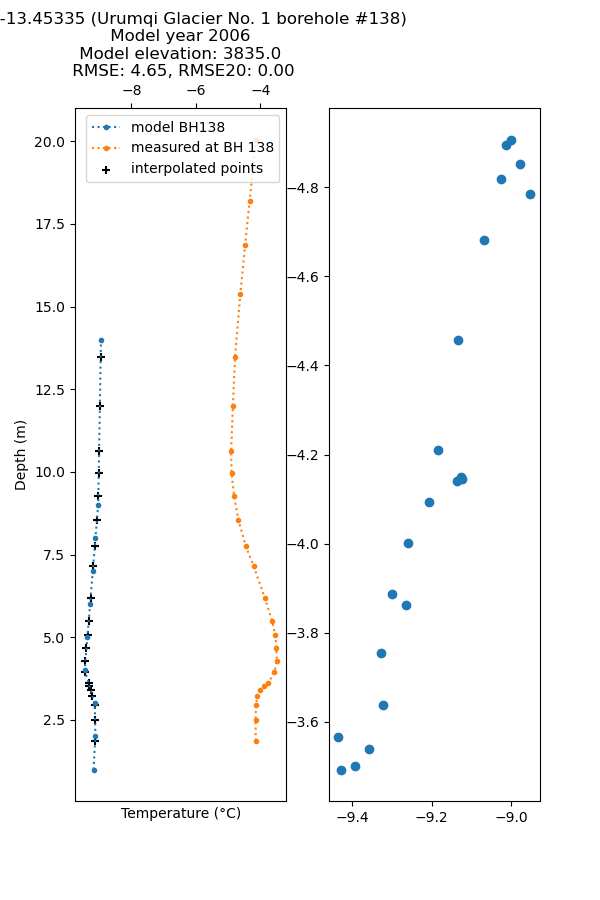 -13.45335 (Urumqi Glacier No. 1 borehole #138)
Model year 2006
Model elevation: 3835.0
RMSE: 4.65, RMSE20: 0.00
−8 −6 −4
model BH138
measured at BH 138
interpolated points
20.0
17.5
15.0
12.5
10.0
7.5
5.0
2.5
Depth (m)
Temperature (°C)
−4.8
−4.6
−4.4
−4.2
−4.0
−3.8
−3.6
−9.4 −9.2 −9.0